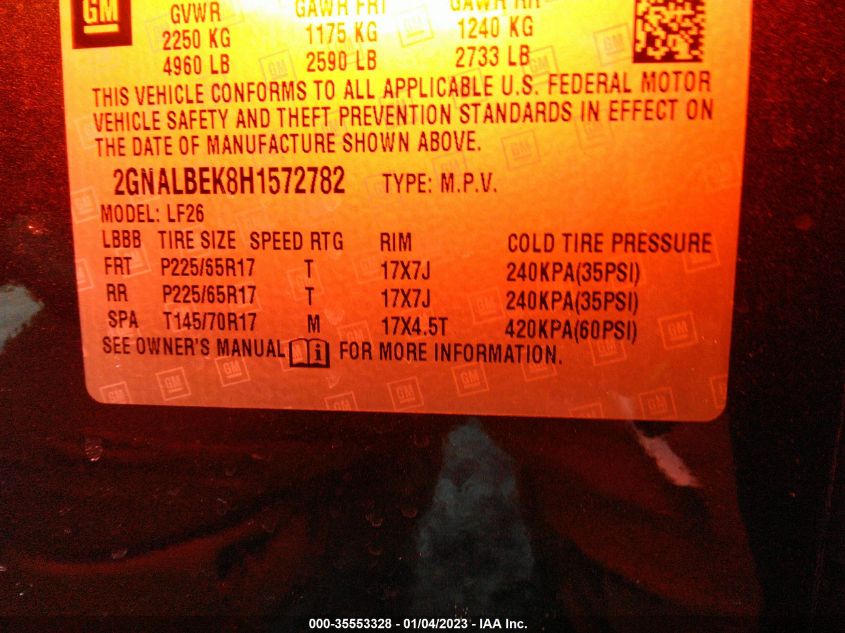 GM
GVWR GAWR FRT GAWR RR
2250 KG 1175 KG 1240 KG
4960 LB 2590 LB 2733 LB
THIS VEHICLE CONFORMS TO ALL APPLICABLE U.S. FEDERAL MOTOR
VEHICLE SAFETY AND THEFT PREVENTION STANDARDS IN EFFECT ON
THE DATE OF MANUFACTURE SHOWN ABOVE.
2GNALBEK8H1572782 TYPE: M.P.V.
MODEL: LF26
LBBB TIRE SIZE SPEED RTG RIM COLD TIRE PRESSURE
FRT P225/65R17 T 17X7J 240KPA(35PSI)
RR P225/65R17 T 17X7J 240KPA(35PSI)
SPA T145/70R17 M 17X4.5T 420KPA(60PSI)
SEE OWNER'S MANUAL i FOR MORE INFORMATION.
000-35553328 - 01/04/2023 - IAA Inc.